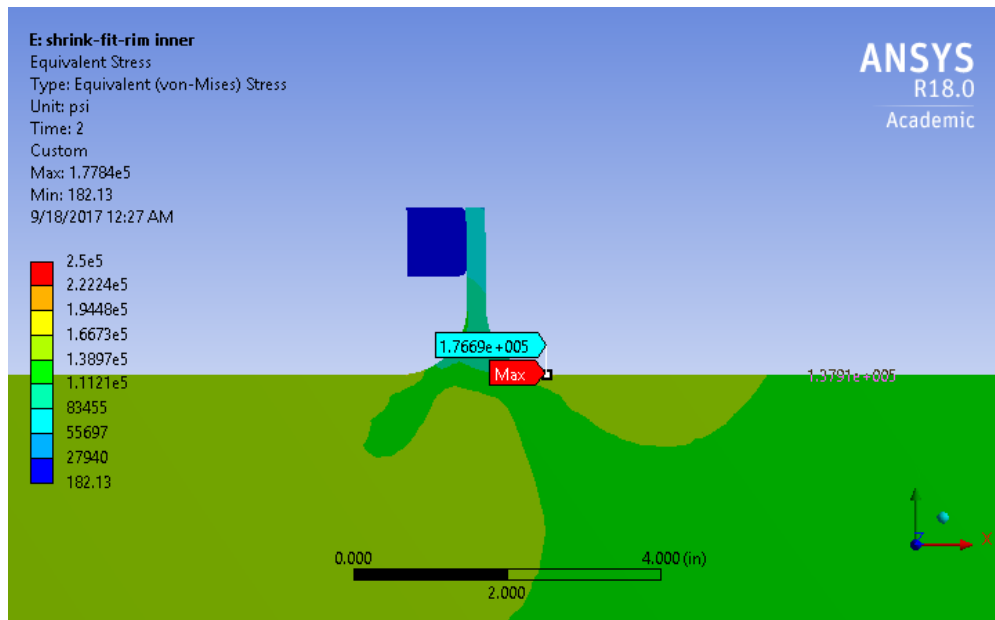 E: shrink-fit-rim inner
Equivalent Stress
Type: Equivalent (von-Mises) Stress
Unit: psi
Time: 2
Custom
Max: 1.7784e5
Min: 182.13
9/18/2017 12:27 AM
ANSYS
R18.0
Academic
2.5e5
2.2224e5
1.9448e5
1.6673e5
1.3897e5
1.1121e5
83455
55697
27940
182.13
1.7669e+005
Max
1.3791e+005
0.000
4.000 (in)
2.000
Z
X